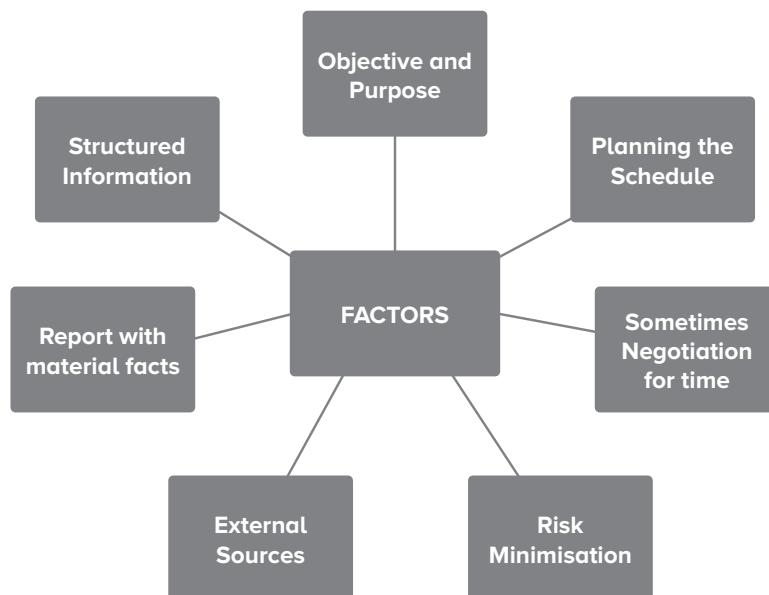 Objective and
Purpose
Structured
Information
Planning the
Schedule
FACTORS
Report with
material facts
Sometimes
Negotiation
for time
External
Sources
Risk
Minimisation